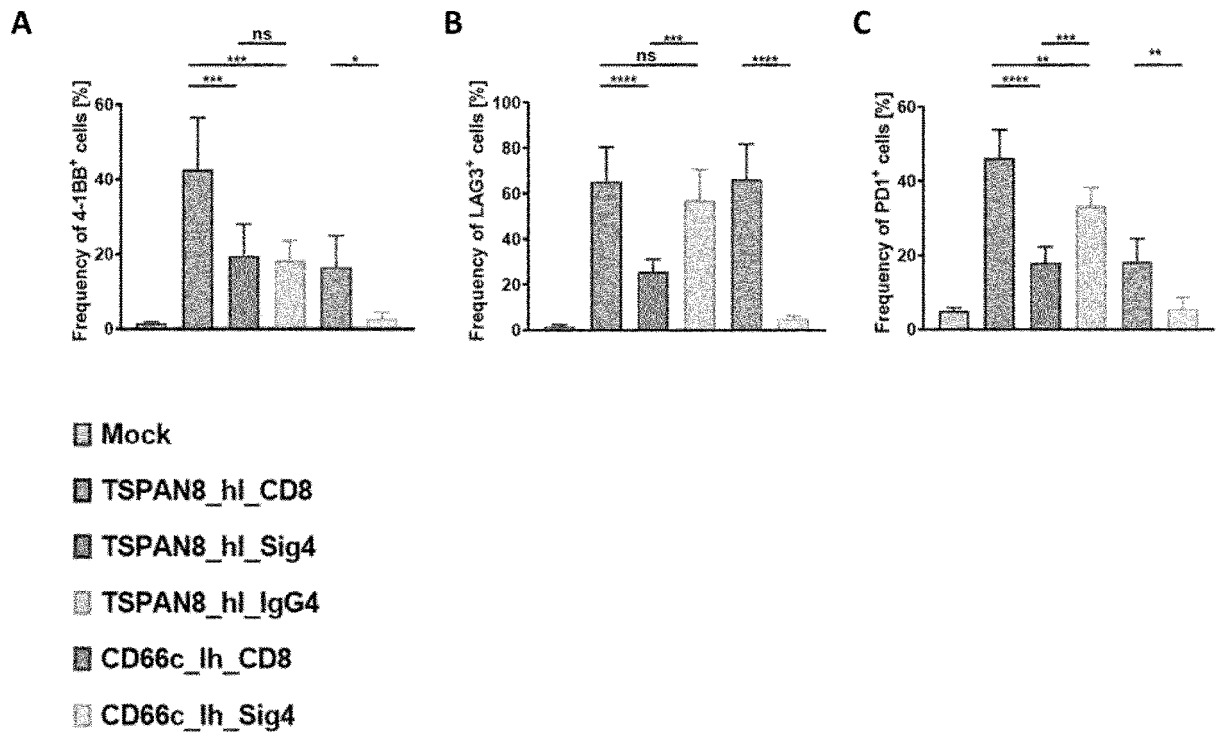 A
Frequency of 4-1BB⁺ cells [%]
60
40
20
0
ns
***
***
*
B
Frequency of LAG3⁺ cells [%]
100
80
60
40
20
0
***
ns
****
****
C
Frequency of PD1⁺ cells [%]
60
40
20
0
***
**
****
**
Mock
TSPAN8_hl_CD8
TSPAN8_hl_Sig4
TSPAN8_hl_IgG4
CD66c_lh_CD8
CD66c_lh_Sig4